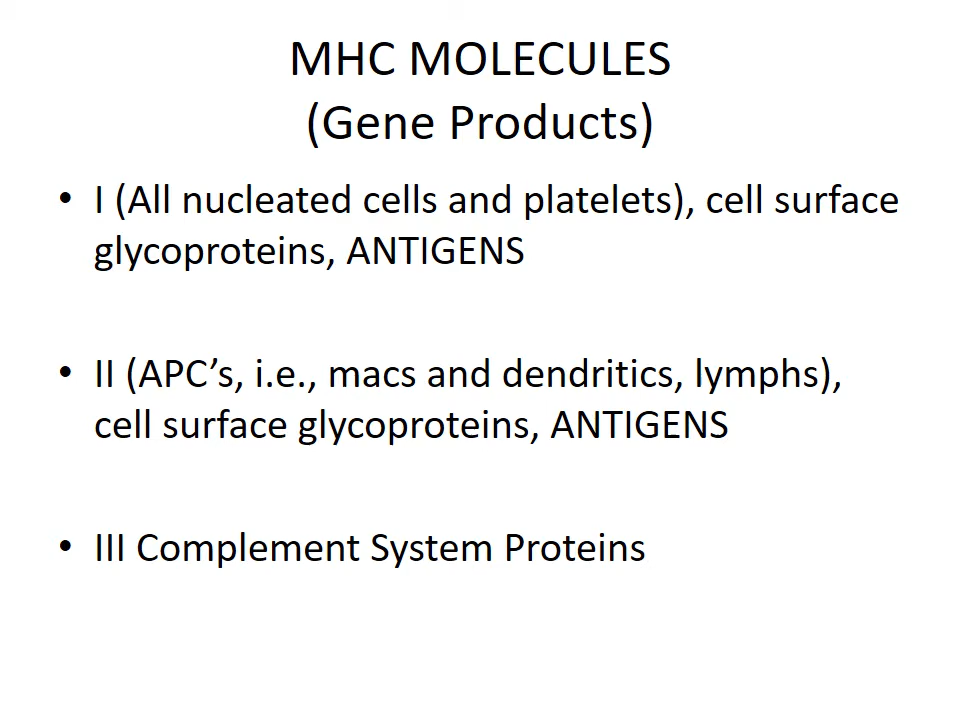 MHC MOLECULES
(Gene Products)
• I (All nucleated cells and platelets), cell surface
glycoproteins, ANTIGENS
• II (APC’s, i.e., macs and dendritics, lymphs),
cell surface glycoproteins, ANTIGENS
• III Complement System Proteins